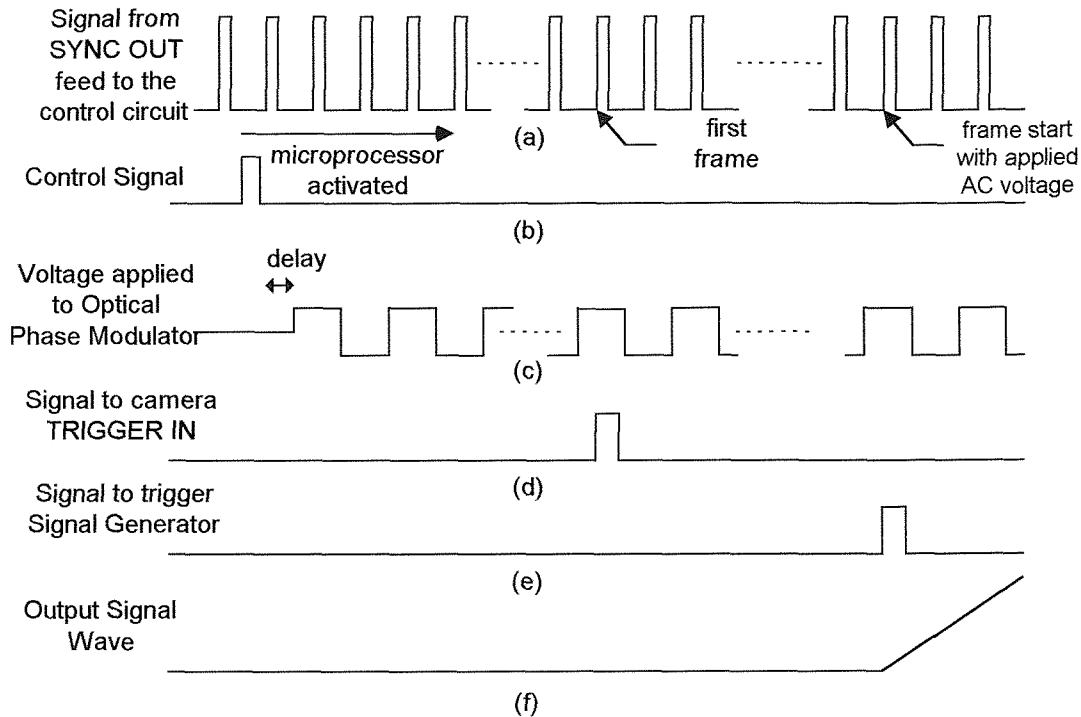 Signal from
SYNC OUT
feed to the
control circuit
(a)
first
frame
frame start
with applied
AC voltage
microprocessor
activated
Control Signal
(b)
delay
Voltage applied
to Optical
Phase Modulator
(c)
Signal to camera
TRIGGER IN
(d)
Signal to trigger
Signal Generator
(e)
Output Signal
Wave
(f)